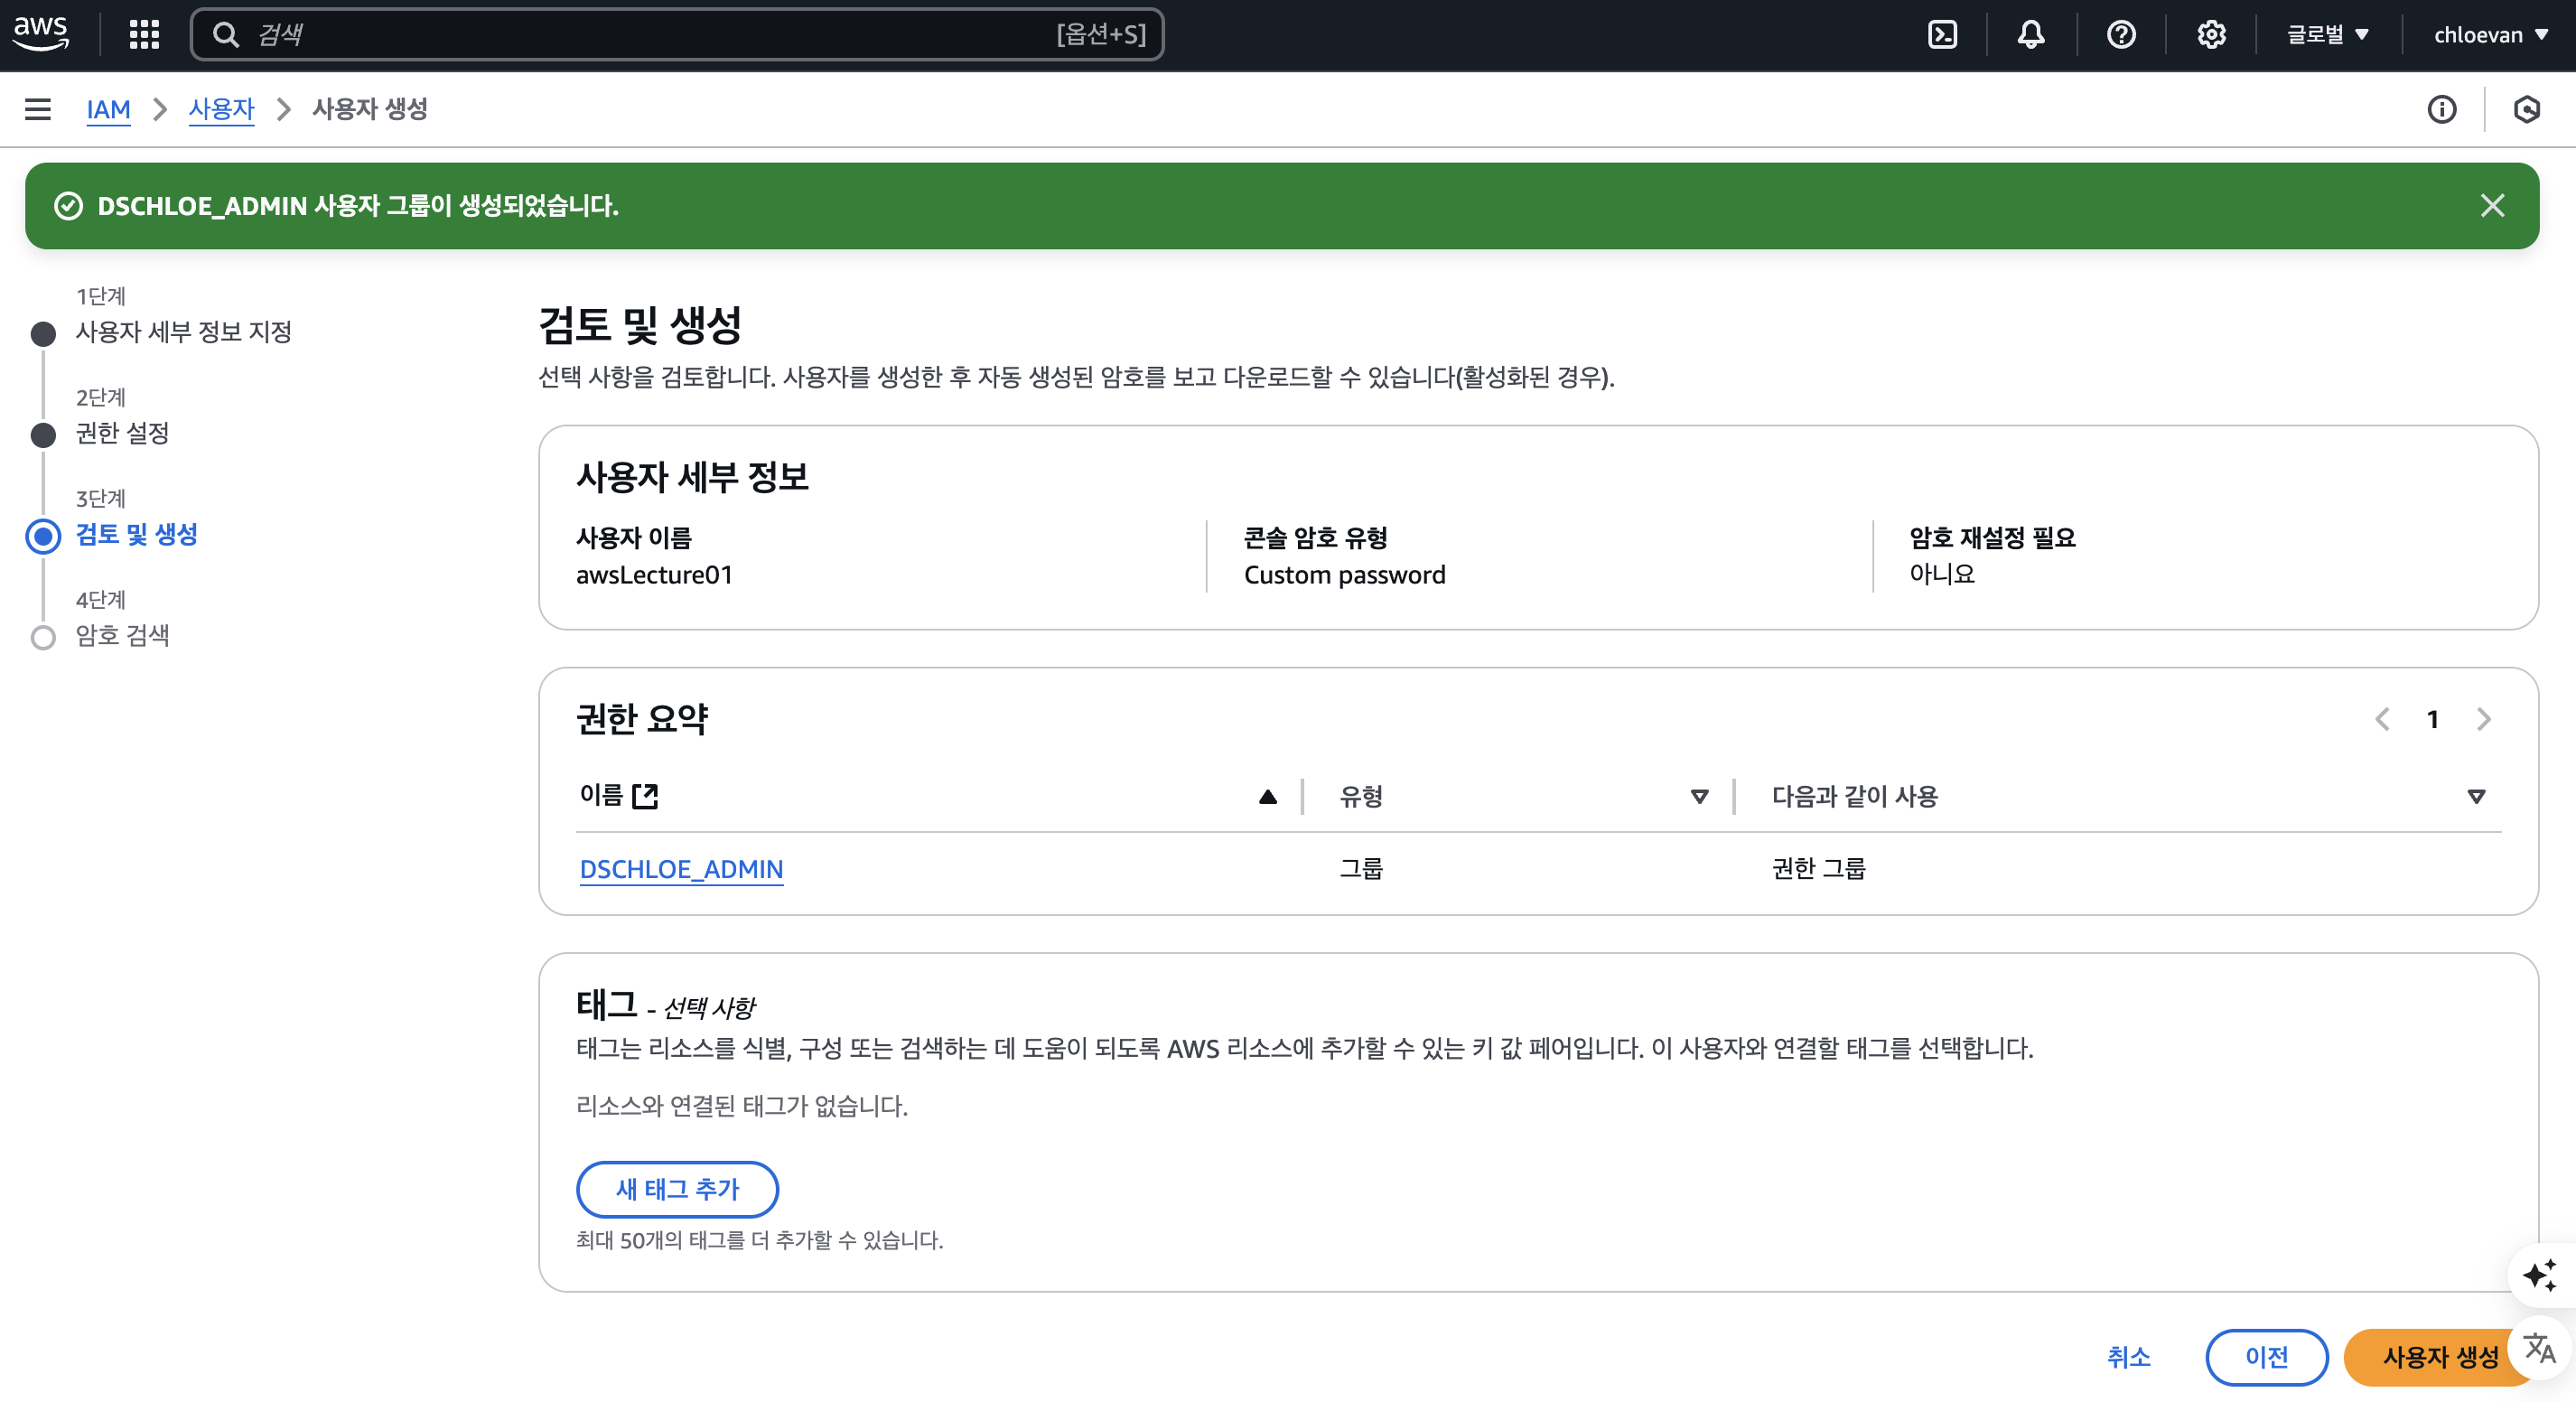 aws
검색 [옵션+S] 글로벌 chloevan
IAM 사용자 사용자 생성
DSCHLOE_ADMIN 사용자 그룹이 생성되었습니다.
1단계
사용자 세부 정보 지정
2단계
권한 설정
3단계
검토 및 생성
4단계
암호 검색
검토 및 생성
선택 사항을 검토합니다. 사용자를 생성한 후 자동 생성된 암호를 보고 다운로드할 수 있습니다(활성화된 경우).
사용자 세부 정보
사용자 이름 콘솔 암호 유형 암호 재설정 필요
awsLecture01 Custom password 아니요
권한 요약 1
이름 유형 다음과 같이 사용
DSCHLOE_ADMIN 그룹 권한 그룹
태그 - 선택 사항
태그는 리소스를 식별, 구성 또는 검색하는 데 도움이 되도록 AWS 리소스에 추가할 수 있는 키 값 페어입니다. 이 사용자와 연결할 태그를 선택합니다.
리소스와 연결된 태그가 없습니다.
새 태그 추가
최대 50개의 태그를 더 추가할 수 있습니다.
취소 이전 사용자 생성